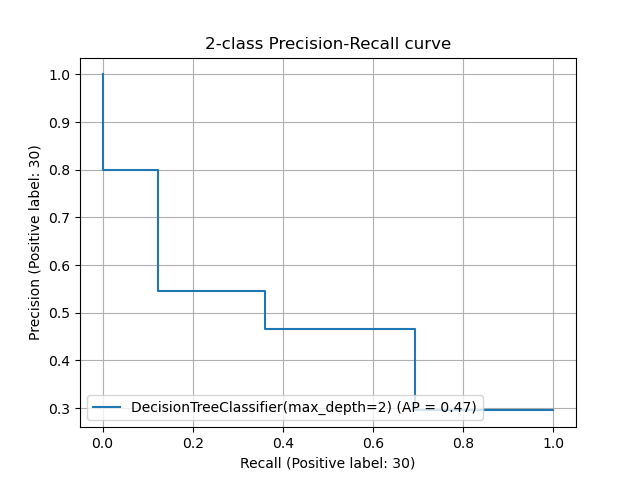 2-class Precision-Recall curve
1.0
0.9
0.8
0.7
0.6
0.5
0.4
0.3
Precision (Positive label: 30)
DecisionTreeClassifier(max_depth=2) (AP = 0.47)
0.0 0.2 0.4 0.6 0.8 1.0
Recall (Positive label: 30)